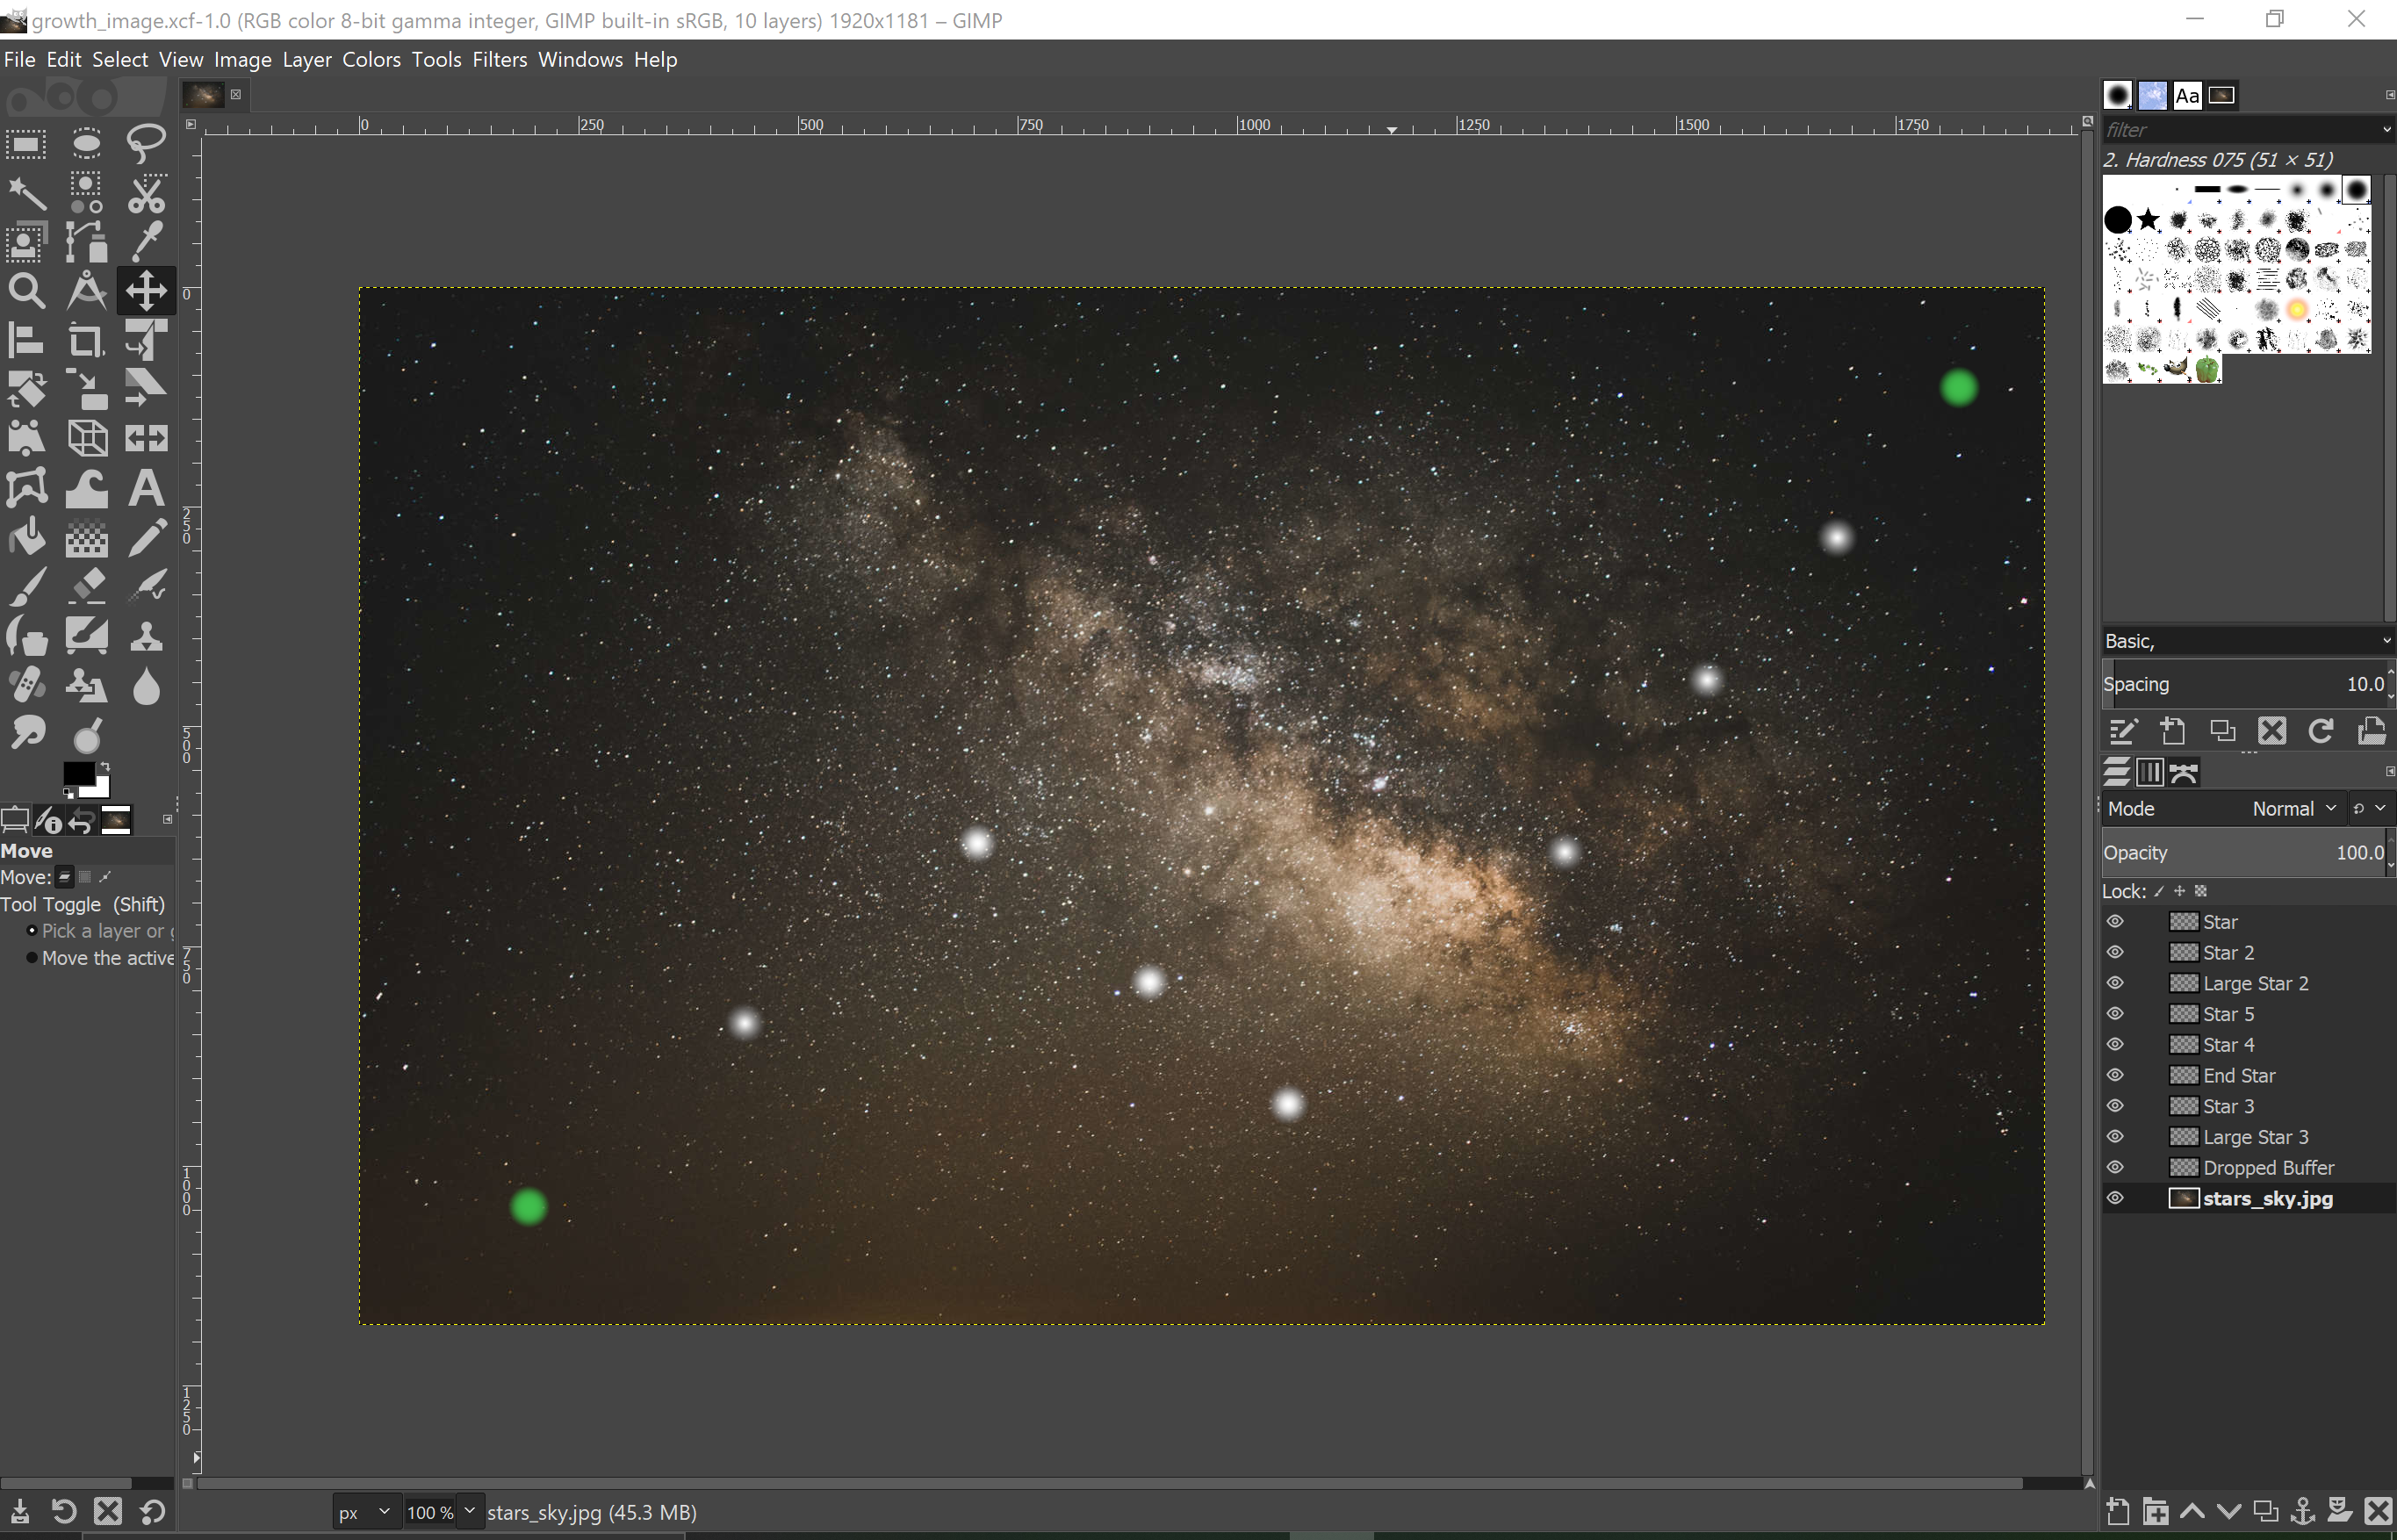 growth_image.xcf-1.0 (RGB color 8-bit gamma integer, GIMP built-in sRGB, 10 layers) 1920x1181 – GIMP
File Edit Select View Image Layer Colors Tools Filters Windows Help
Aa
0 250 500 750 1000 1250 1500 1750
filter
2. Hardness 075 (51 × 51)
0
250
500
750
1000
1250
Basic,
Spacing 10.0
Mode Normal
Opacity 100.0
Lock:
Star
Star 2
Large Star 2
Star 5
Star 4
End Star
Star 3
Large Star 3
Dropped Buffer
stars_sky.jpg
Move
Move:
Tool Toggle (Shift)
Pick a layer or g
Move the active
px 100 % stars_sky.jpg (45.3 MB)